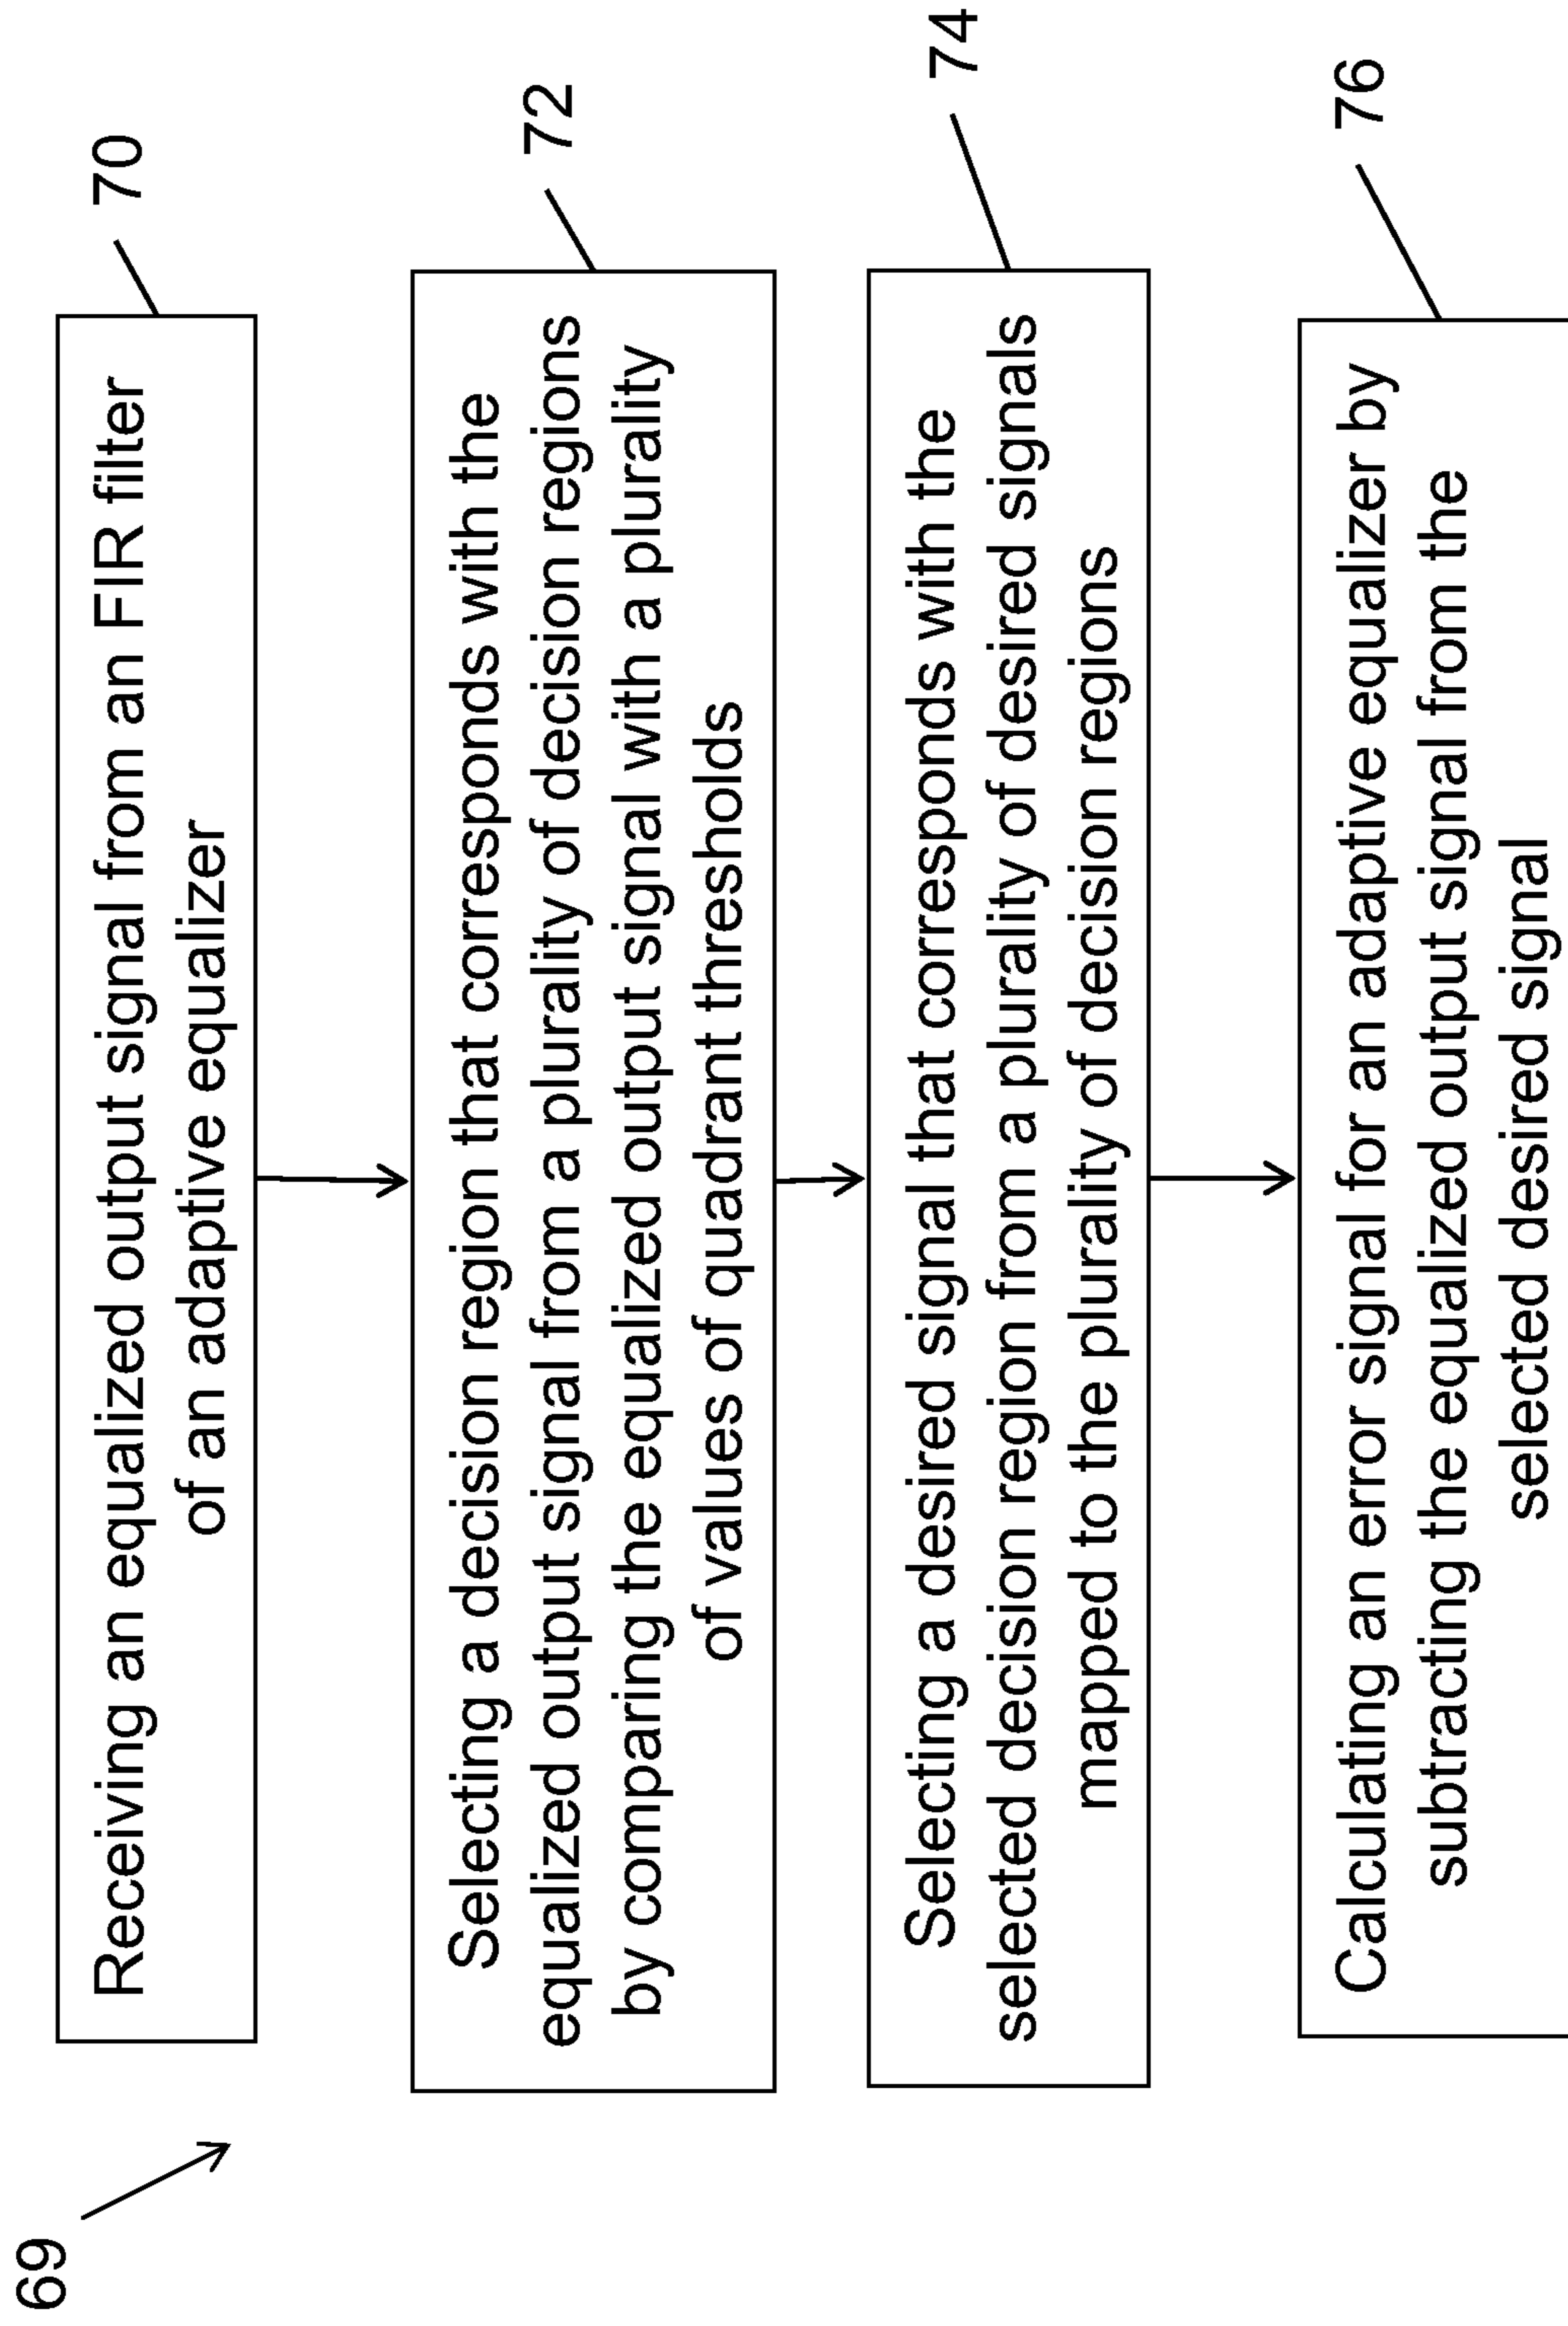 69
70
Receiving an equalized output signal from an FIR filter
of an adaptive equalizer
72
Selecting a decision region that corresponds with the
equalized output signal from a plurality of decision regions
by comparing the equalized output signal with a plurality
of values of quadrant thresholds
74
Selecting a desired signal that corresponds with the
selected decision region from a plurality of desired signals
mapped to the plurality of decision regions
76
Calculating an error signal for an adaptive equalizer by
subtracting the equalized output signal from the
selected desired signal